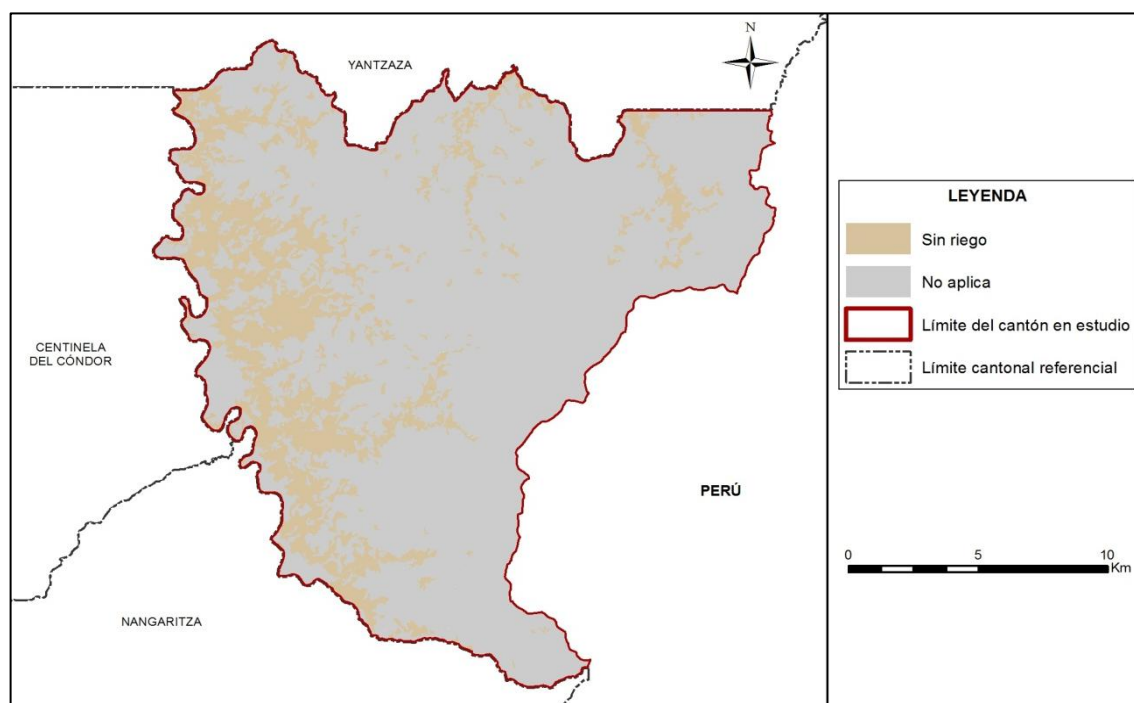 YANTZAZA
N
CENTINELA
DEL CÓNDOR
PERÚ
NANGARITZA
LEYENDA
Sin riego
No aplica
Límite del cantón en estudio
Límite cantonal referencial
0 5 10
Km